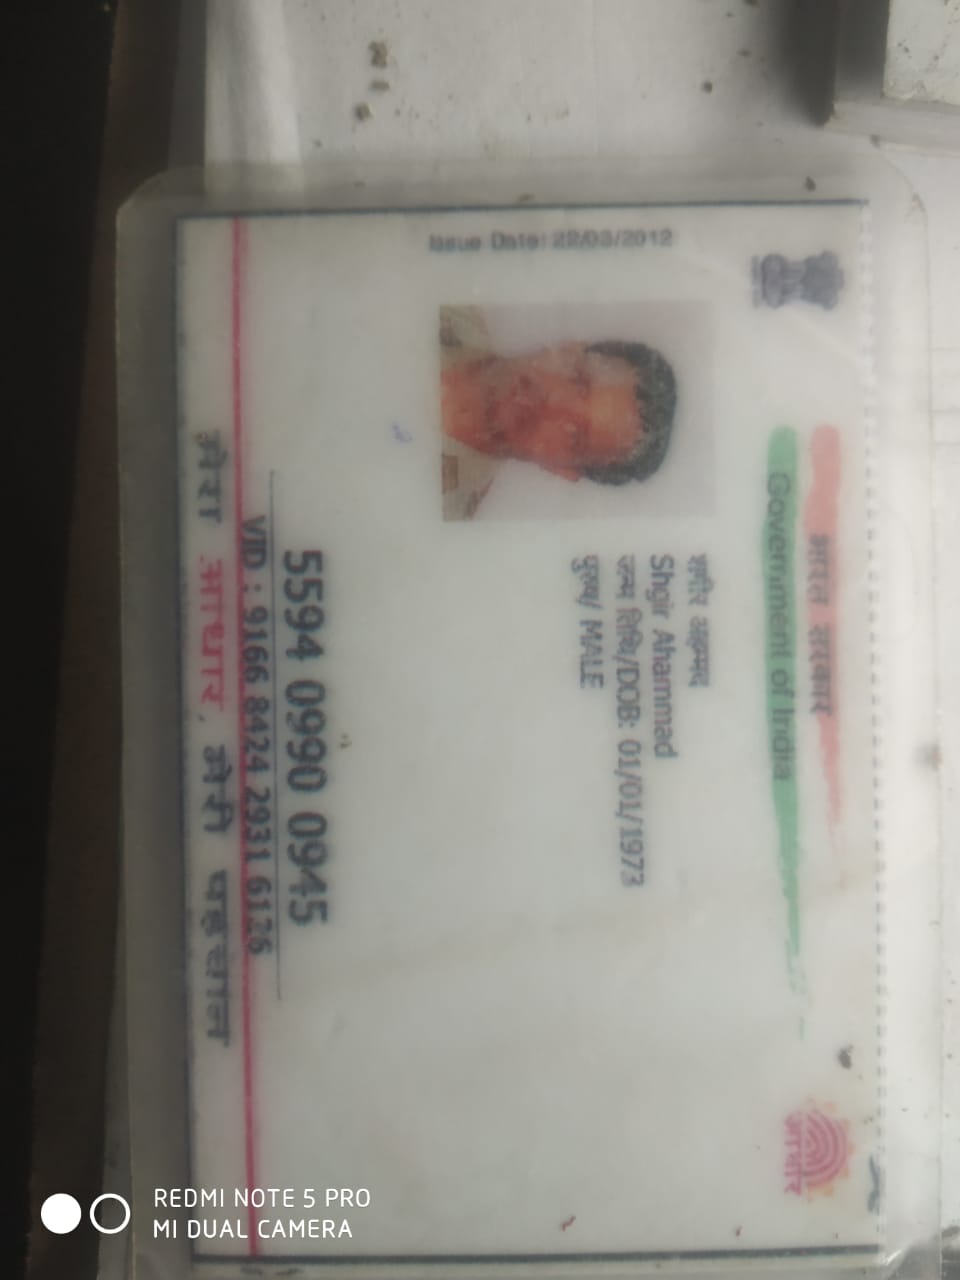 भारत सरकार
Government of India
आधार
Issue Date: 22/03/2012
शगीर अहम्मद
Shgir Ahammad
जन्म तिथि/DOB: 01/01/1973
पुरुष/ MALE
5594 0990 0945
VID : 9166 8424 2931 6126
मेरा आधार, मेरी पहचान
REDMI NOTE 5 PRO
MI DUAL CAMERA